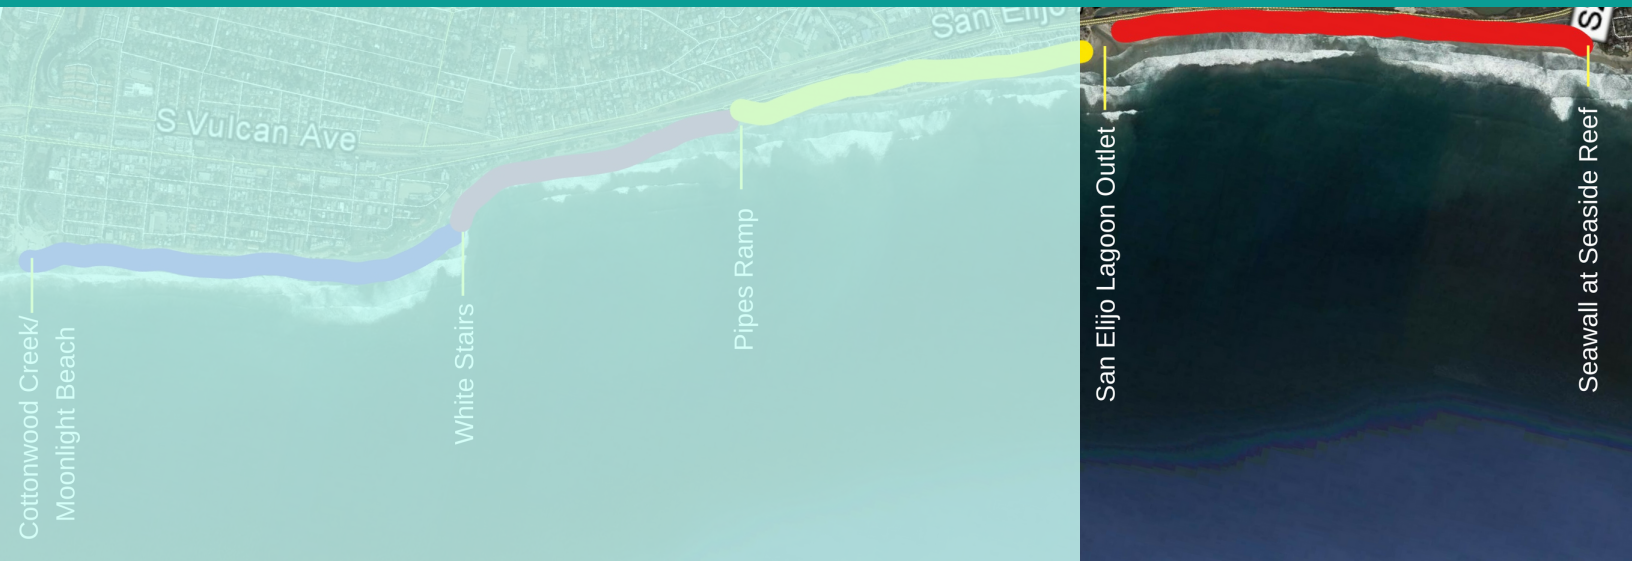 San Elijo
S Vulcan Ave
Cottonwood Creek/
Moonlight Beach
White Stairs
Pipes Ramp
San Elijo Lagoon Outlet
Seawall at Seaside Reef
S